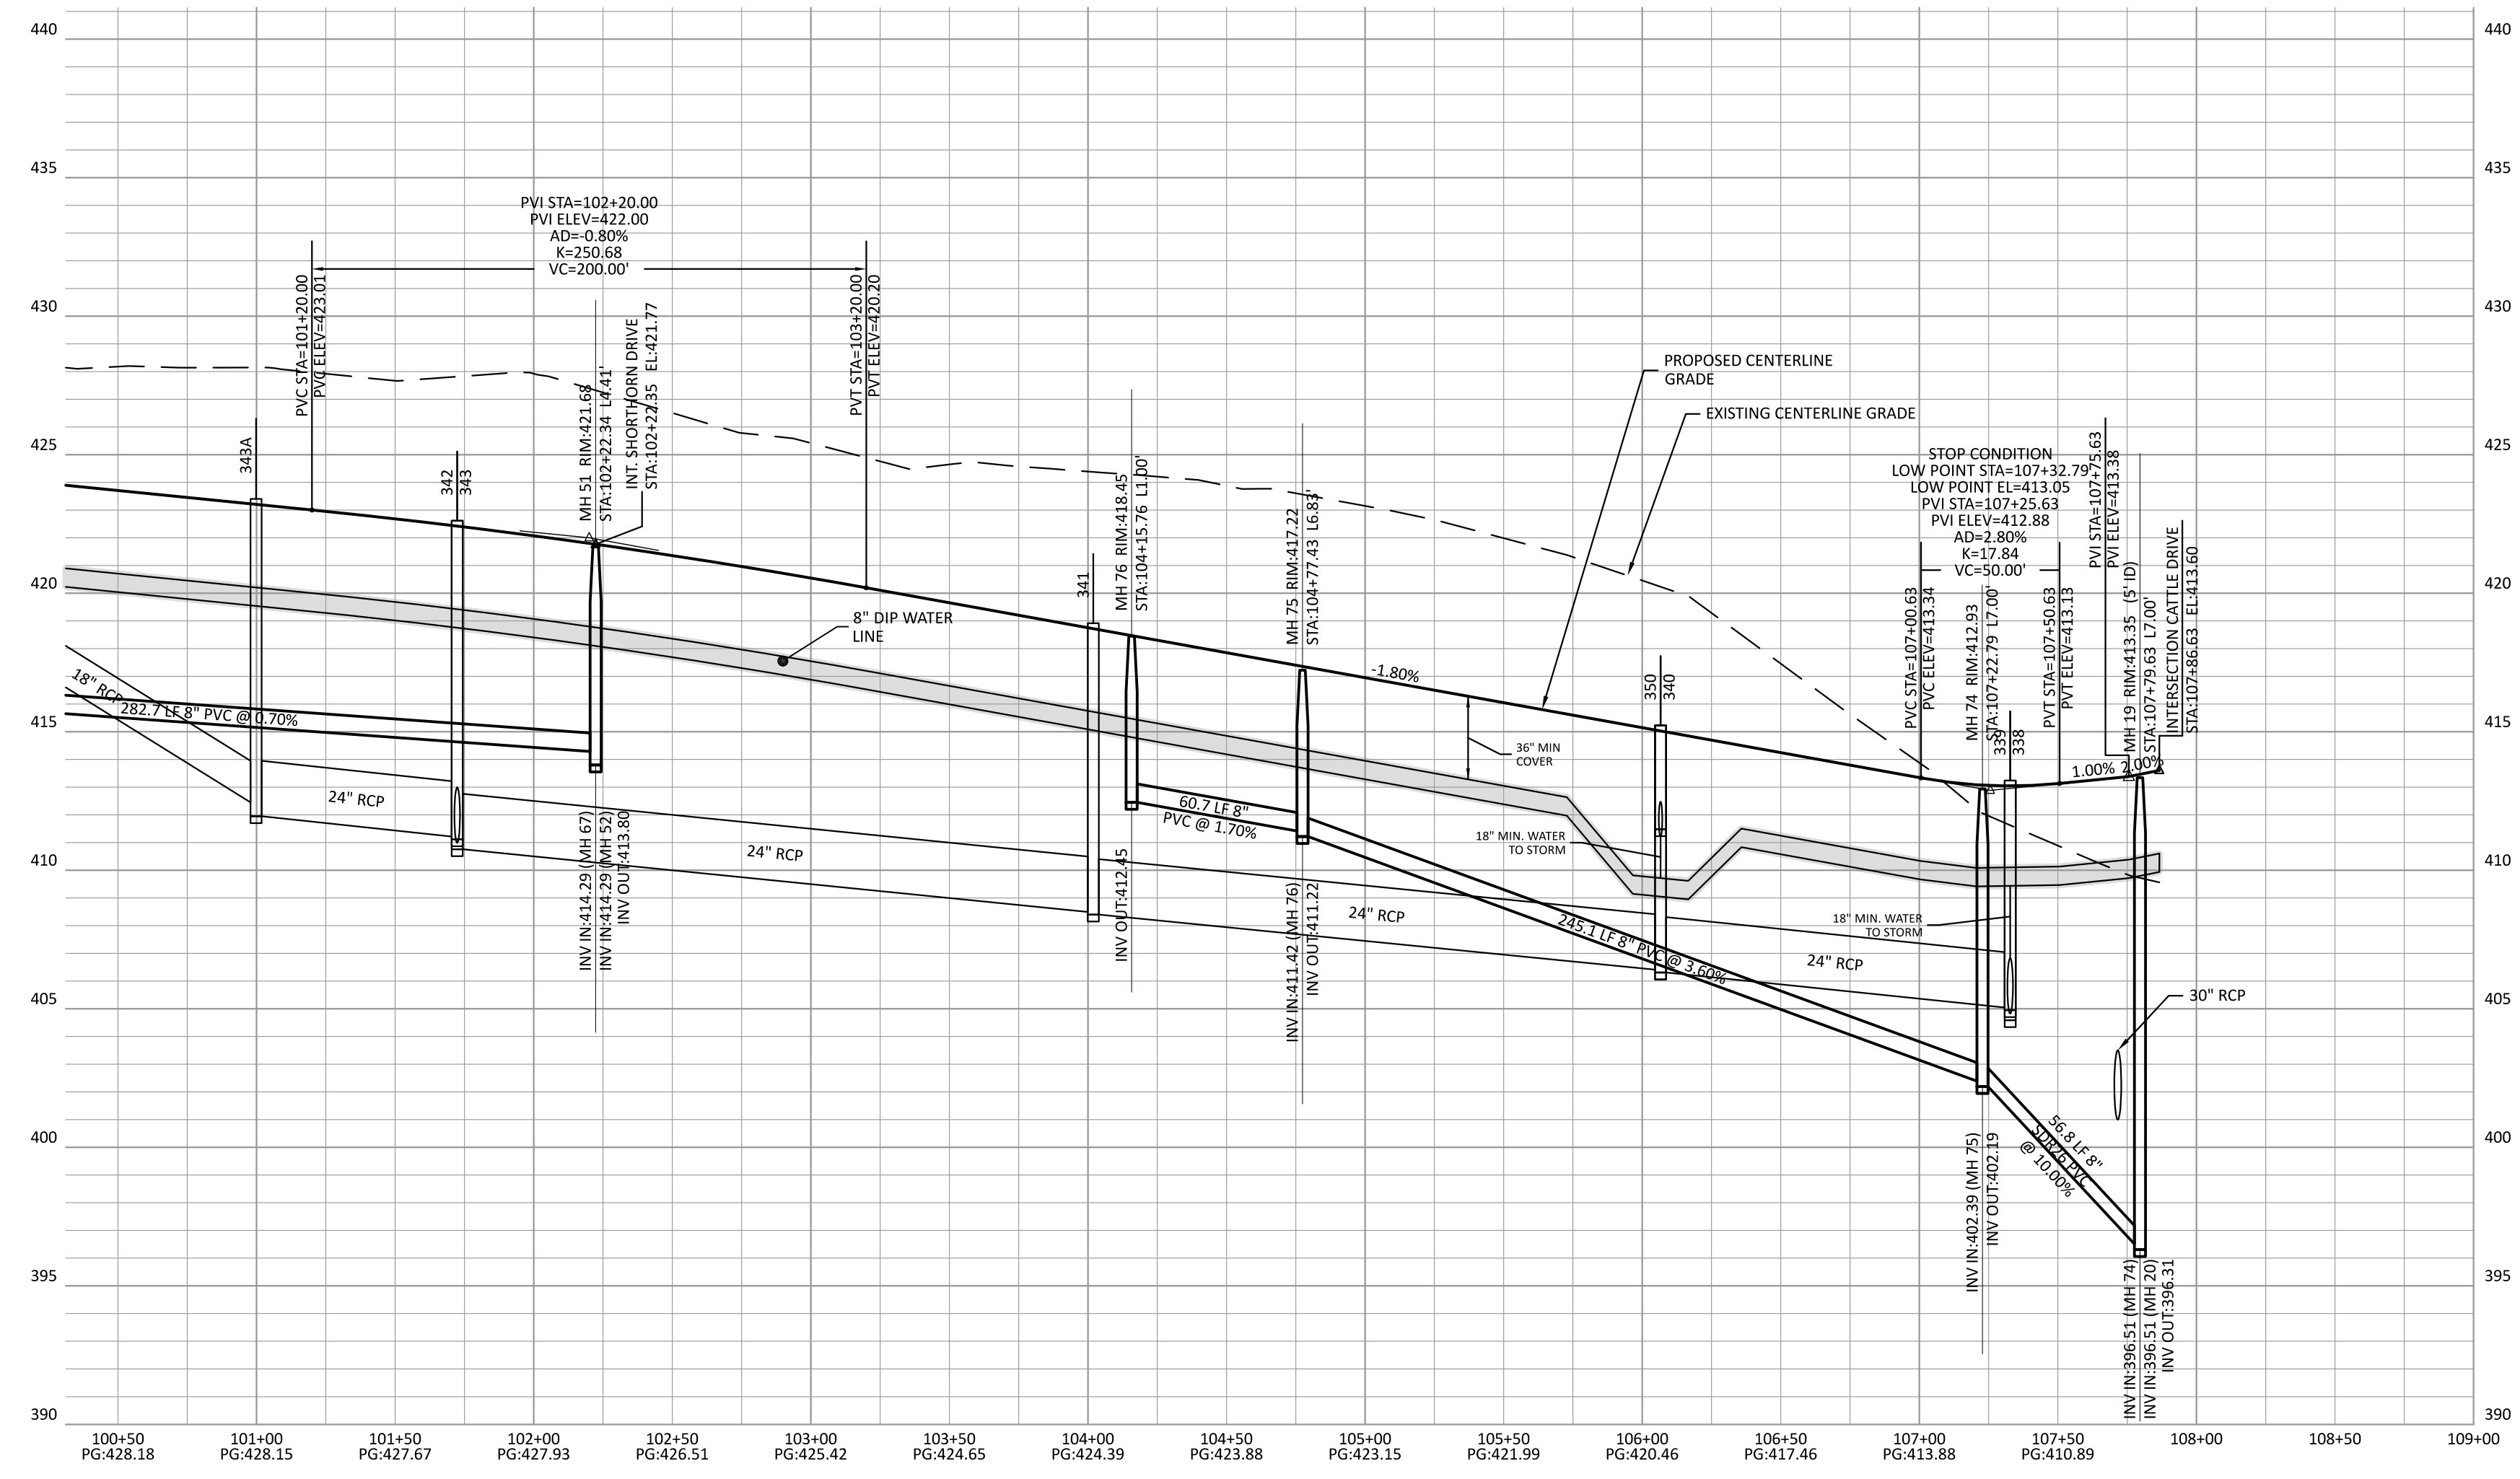 440
440
435
435
430
430
425
425
420
420
415
415
410
410
405
405
400
400
395
395
390
390
PVI STA=102+20.00
PVI ELEV=422.00
AD=-0.80%
K=250.68
VC=200.00'
PVC STA=101+20.00
PVC ELEV=423.01
PVT STA=103+20.00
PVT ELEV=420.20
343A
342
343
MH 51 RIM:421.68
STA:102+22.34 L4.41'
INT. SHORTHORN DRIVE
STA:102+22.35 EL:421.77
341
MH 76 RIM:418.45
STA:104+15.76 L1.00'
MH 75 RIM:417.22
STA:104+77.43 L6.83'
PROPOSED CENTERLINE
GRADE
EXISTING CENTERLINE GRADE
STOP CONDITION
LOW POINT STA=107+32.79
LOW POINT EL=413.05
PVI STA=107+25.63
PVI ELEV=412.88
AD=2.80%
K=17.84
VC=50.00'
PVC STA=107+00.63
PVC ELEV=413.34
MH 74 RIM:412.93
STA:107+22.79 L7.00'
339
338
PVT STA=107+50.63
PVT ELEV=413.13
PVI STA=107+75.63
PVI ELEV=413.38
MH 19 RIM:413.35 (5' ID)
STA:107+79.63 L7.00'
INTERSECTION CATTLE DRIVE
STA:107+86.63 EL:413.60
350
340
8" DIP WATER
LINE
-1.80%
1.00%
2.00%
36" MIN
COVER
18" RCP
282.7 LF 8" PVC @ 0.70%
24" RCP
24" RCP
24" RCP
24" RCP
60.7 LF 8"
PVC @ 1.70%
18" MIN. WATER
TO STORM
18" MIN. WATER
TO STORM
245.1 LF 8" PVC @ 3.60%
30" RCP
56.8 LF 8"
SDR26 PVC
@ 10.00%
INV IN:414.29 (MH 67)
INV IN:414.29 (MH 52)
INV OUT:413.80
INV OUT:412.45
INV IN:411.42 (MH 76)
INV OUT:411.22
INV IN:402.39 (MH 75)
INV OUT:402.19
INV IN:396.51 (MH 74)
INV IN:396.51 (MH 20)
INV OUT:396.31
100+50
PG:428.18
101+00
PG:428.15
101+50
PG:427.67
102+00
PG:427.93
102+50
PG:426.51
103+00
PG:425.42
103+50
PG:424.65
104+00
PG:424.39
104+50
PG:423.88
105+00
PG:423.15
105+50
PG:421.99
106+00
PG:420.46
106+50
PG:417.46
107+00
PG:413.88
107+50
PG:410.89
108+00
108+50
109+00